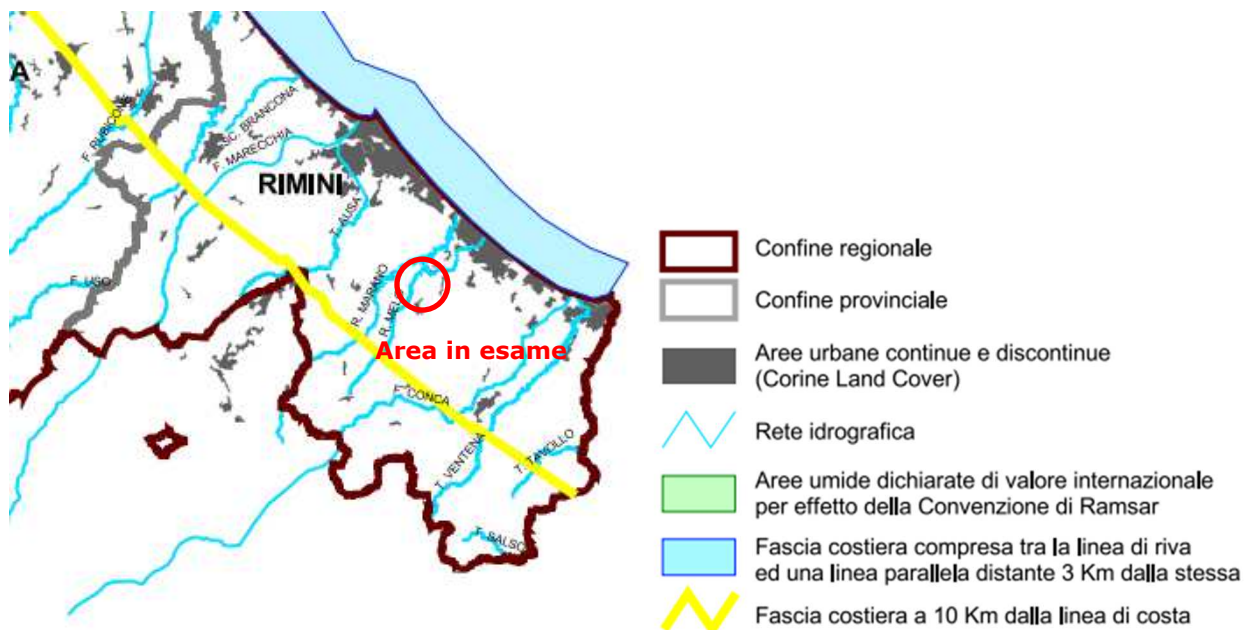 A
F. RUBICONE
SC. BRANCONA
F. MARECCHIA
RIMINI
T. AUSA
F. USO
R. MARANO
R. MELO
Area in esame
F. CONCA
T. VENTENA
T. TAVOLLO
T. SALSO
Confine regionale
Confine provinciale
Aree urbane continue e discontinue
(Corine Land Cover)
Rete idrografica
Aree umide dichiarate di valore internazionale
per effetto della Convenzione di Ramsar
Fascia costiera compresa tra la linea di riva
ed una linea parallela distante 3 Km dalla stessa
Fascia costiera a 10 Km dalla linea di costa